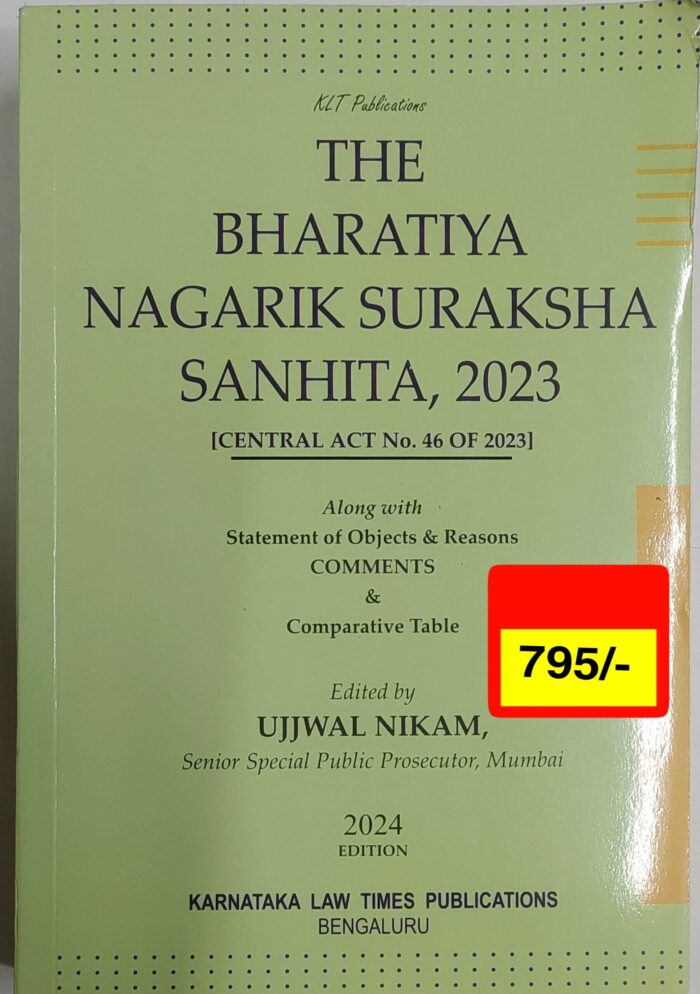 KLT Publications
THE
BHARATIYA
NAGARIK SURAKSHA
SANHITA, 2023
[CENTRAL ACT No. 46 OF 2023]
Along with
Statement of Objects & Reasons
COMMENTS
&
Comparative Table
795/-
Edited by
UJJWAL NIKAM,
Senior Special Public Prosecutor, Mumbai
2024
EDITION
KARNATAKA LAW TIMES PUBLICATIONS
BENGALURU